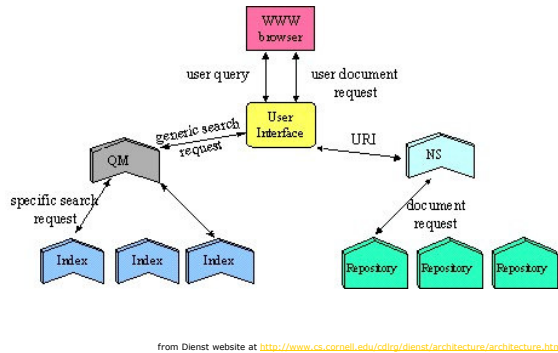 WWW
browser
user query
user document
request
User
Interface
generic search
request
URI
QM
NS
specific search
request
document
request
Index
Index
Index
Repository
Repository
Repository
from Dienst website at http://www.cs.cornell.edu/cdlrg/dienst/architecture/architecture.htm